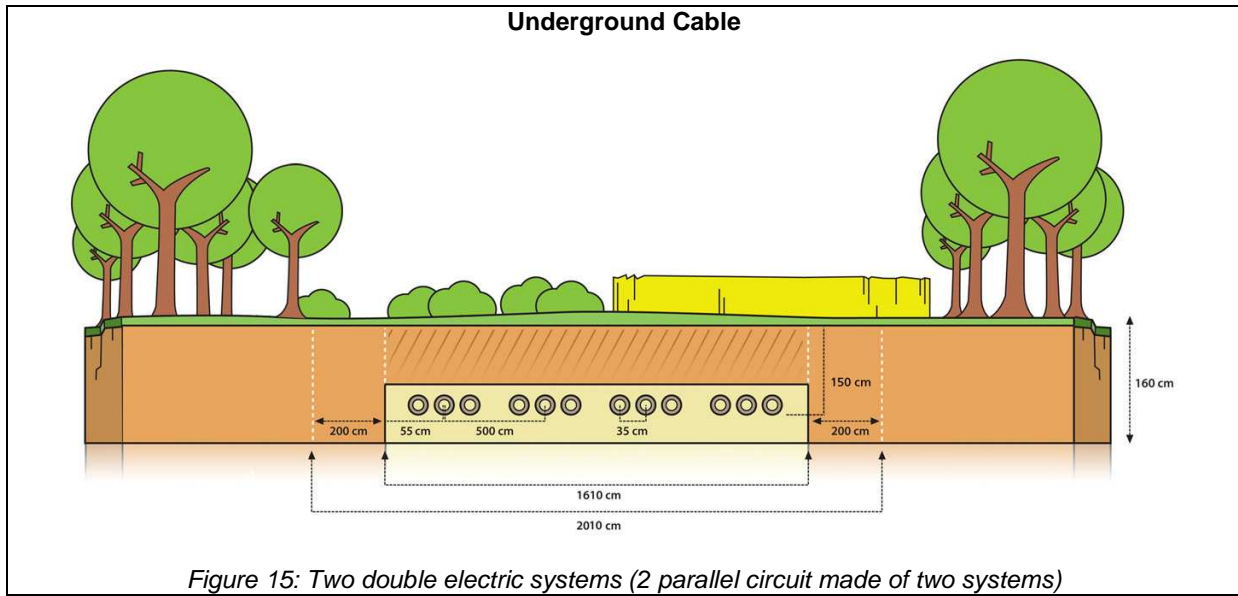 Underground Cable
150 cm
160 cm
200 cm
55 cm
500 cm
35 cm
200 cm
1610 cm
2010 cm
Figure 15: Two double electric systems (2 parallel circuit made of two systems)